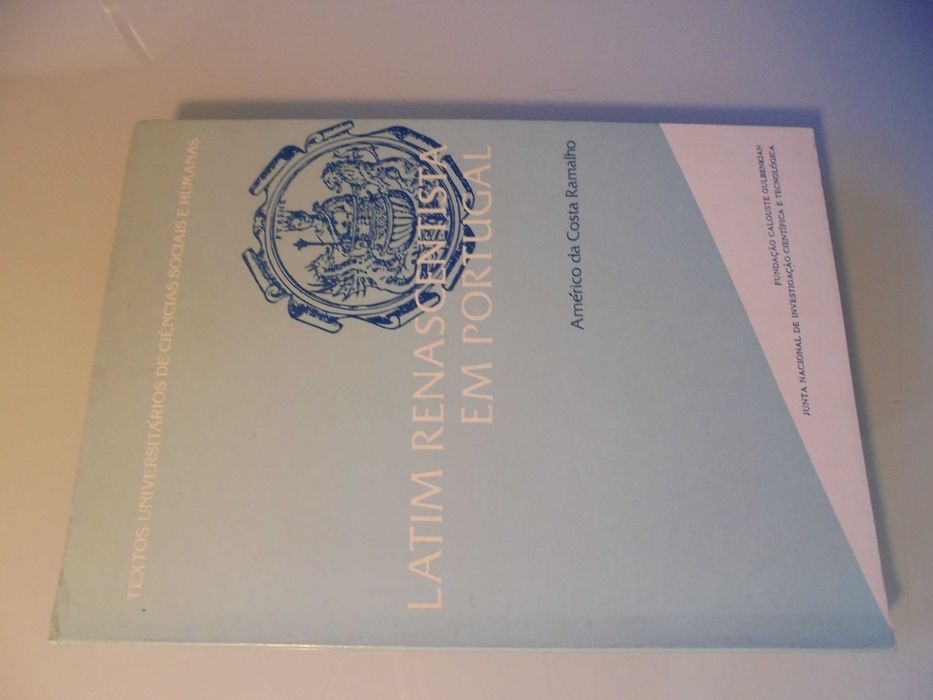 TEXTOS UNIVERSITÁRIOS DE CIÊNCIAS SOCIAIS E HUMANAS
LATIM RENASCENTISTA
EM PORTUGAL
Américo da Costa Ramalho
FUNDAÇÃO CALOUSTE GULBENKIAN
JUNTA NACIONAL DE INVESTIGAÇÃO CIENTÍFICA E TECNOLÓGICA